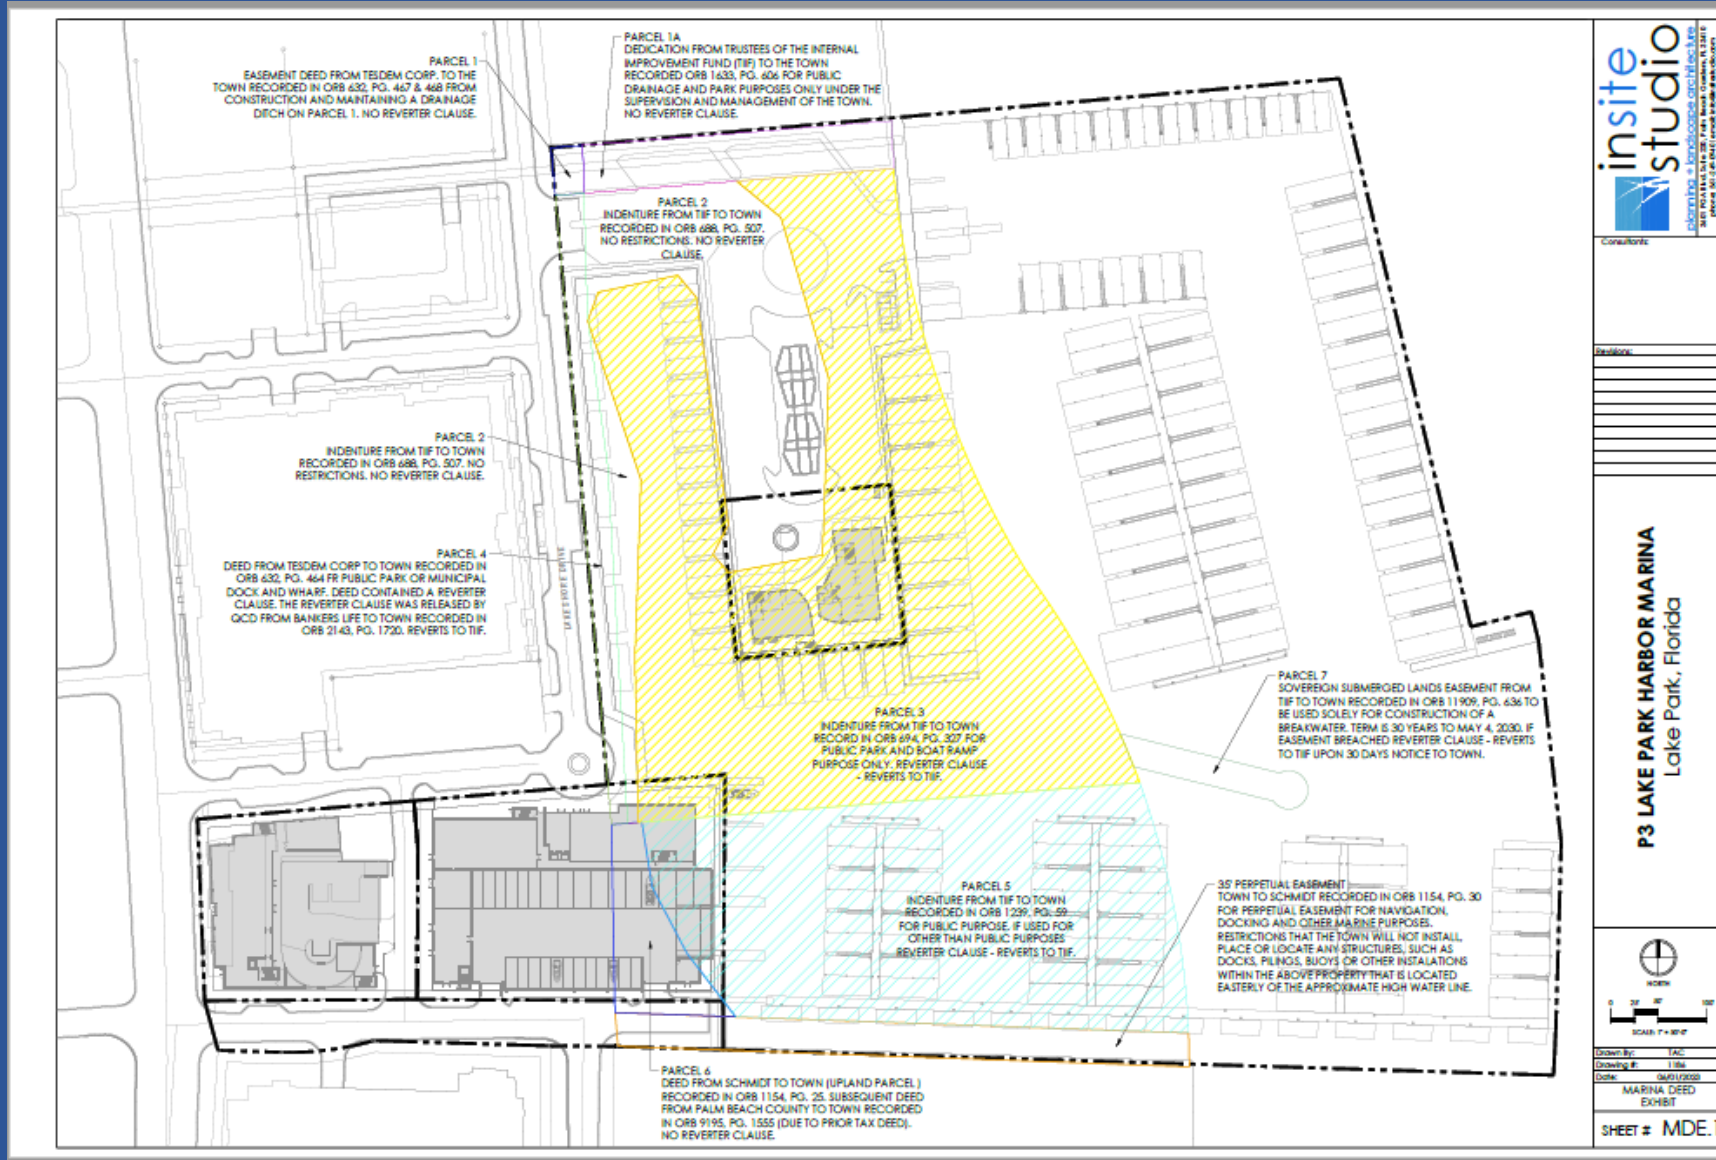 PARCEL 1
EASEMENT DEED FROM TESDEM CORP. TO THE
TOWN RECORDED IN ORB 632, PG. 467 & 468 FROM
CONSTRUCTION AND MAINTAINING A DRAINAGE
DITCH ON PARCEL 1. NO REVERTER CLAUSE.
PARCEL 1A
DEDICATION FROM TRUSTEES OF THE INTERNAL
IMPROVEMENT FUND (TIF) TO THE TOWN
RECORDED ORB 1633, PG. 606 FOR PUBLIC
DRAINAGE AND PARK PURPOSES ONLY UNDER THE
SUPERVISION AND MANAGEMENT OF THE TOWN.
NO REVERTER CLAUSE.
PARCEL 2
INDENTURE FROM TIF TO TOWN
RECORDED IN ORB 688, PG. 507.
NO RESTRICTIONS. NO REVERTER
CLAUSE.
PARCEL 2
INDENTURE FROM TIF TO TOWN
RECORDED IN ORB 688, PG. 507. NO
RESTRICTIONS. NO REVERTER CLAUSE.
PARCEL 4
DEED FROM TESDEM CORP TO TOWN RECORDED IN
ORB 632, PG. 464 FR PUBLIC PARK OR MUNICIPAL
DOCK AND WHARF. DEED CONTAINED A REVERTER
CLAUSE. THE REVERTER CLAUSE WAS RELEASED BY
QCD FROM BANKERS LIFE TO TOWN RECORDED IN
ORB 2143, PG. 1720. REVERTS TO TIF.
LAKESHORE DRIVE
PARCEL 3
INDENTURE FROM TIF TO TOWN
RECORD IN ORB 694, PG. 327 FOR
PUBLIC PARK AND BOAT RAMP
PURPOSE ONLY. REVERTER CLAUSE
- REVERTS TO TIF.
PARCEL 7
SOVEREIGN SUBMERGED LANDS EASEMENT FROM
TIF TO TOWN RECORDED IN ORB 11909, PG. 636 TO
BE USED SOLELY FOR CONSTRUCTION OF A
BREAKWATER. TERM IS 30 YEARS TO MAY 4, 2030. IF
EASEMENT BREACHED REVERTER CLAUSE - REVERTS
TO TIF UPON 30 DAYS NOTICE TO TOWN.
PARCEL 5
INDENTURE FROM TIF TO TOWN
RECORDED IN ORB 1239, PG. 59
FOR PUBLIC PURPOSE. IF USED FOR
OTHER THAN PUBLIC PURPOSES
REVERTER CLAUSE - REVERTS TO TIF.
35' PERPETUAL EASEMENT
TOWN TO SCHMIDT RECORDED IN ORB 1154, PG. 30
FOR PERPETUAL EASEMENT FOR NAVIGATION,
DOCKING AND OTHER MARINE PURPOSES.
RESTRICTIONS THAT THE TOWN WILL NOT INSTALL,
PLACE OR LOCATE ANY STRUCTURES, SUCH AS
DOCKS, PILINGS, BUOYS OR OTHER INSTALATIONS
WITHIN THE ABOVE PROPERTY THAT IS LOCATED
EASTERLY OF THE APPROXIMATE HIGH WATER LINE.
PARCEL 6
DEED FROM SCHMIDT TO TOWN (UPLAND PARCEL )
RECORDED IN ORB 1154, PG. 25. SUBSEQUENT DEED
FROM PALM BEACH COUNTY TO TOWN RECORDED
IN ORB 9195, PG. 1555 (DUE TO PRIOR TAX DEED).
NO REVERTER CLAUSE.
insite
studio
planning + landscape architecture
Consultants:
Revisions:
P3 LAKE PARK HARBOR MARINA
Lake Park, Florida
NORTH
Drawn By: TAC
Drawing #: 1186
Date:
MARINA DEED
EXHIBIT
SHEET # MDE.1